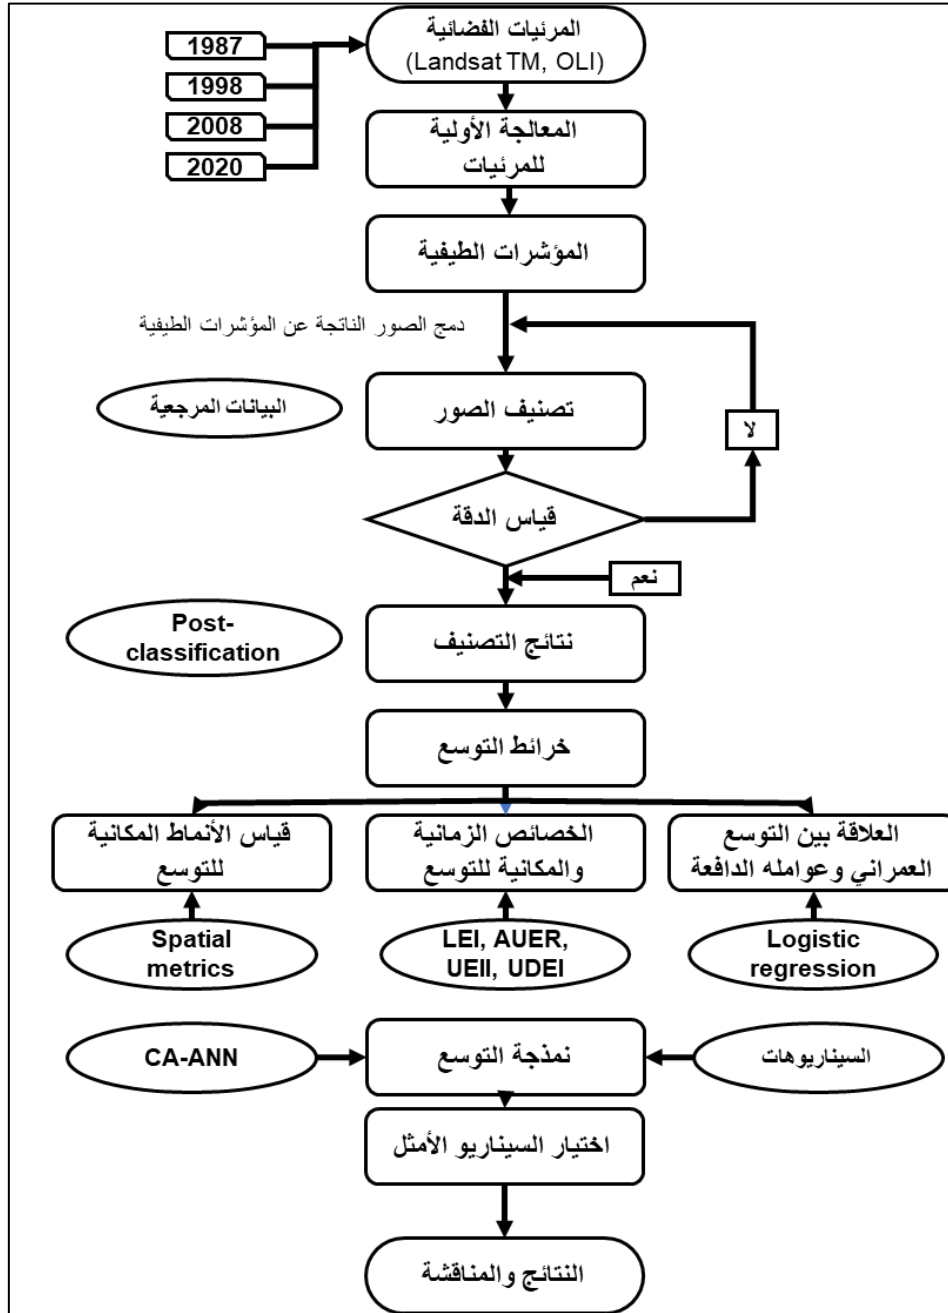 المرئيات الفضائية
(Landsat TM, OLI)
1987
1998
2008
2020
المعالجة الأولية
للمرئيات
المؤشرات الطيفية
دمج الصور الناتجة عن المؤشرات الطيفية
البيانات المرجعية
تصنيف الصور
لا
قياس الدقة
نعم
Post-
classification
نتائج التصنيف
خرائط التوسع
العلاقة بين التوسع
العمراني وعوامله الدافعة
الخصائص الزمانية
والمكانية للتوسع
قياس الأنماط المكانية
للتوسع
Logistic
regression
LEI, AUER,
UEII, UDEI
Spatial
metrics
السيناريوهات
نمذجة التوسع
CA-ANN
اختيار السيناريو الأمثل
النتائج والمناقشة